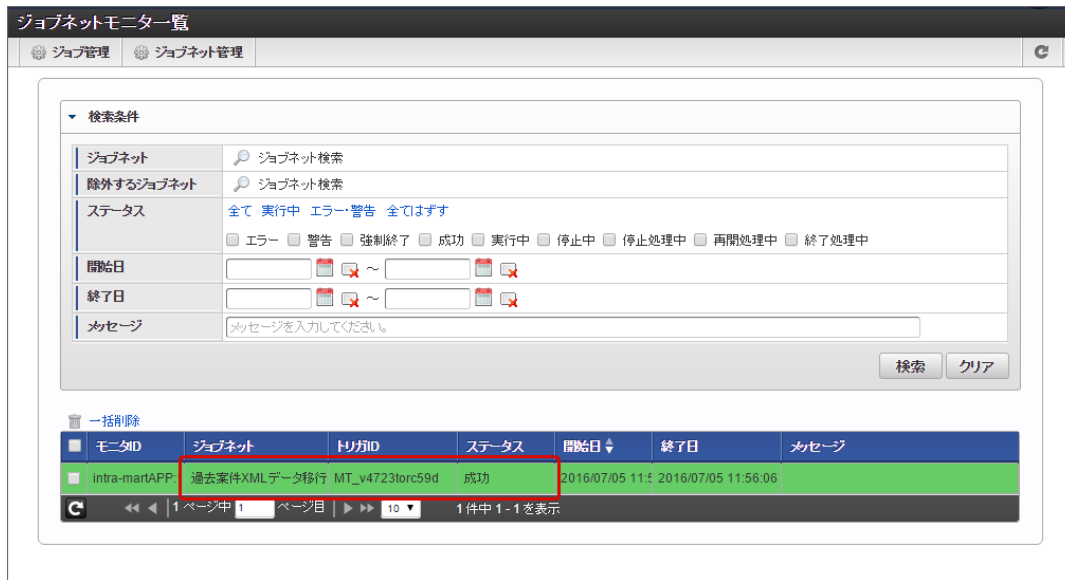 ジョブネットモニター覧
ジョブ管理 ジョブネット管理
検索条件
ジョブネット ジョブネット検索
除外するジョブネット ジョブネット検索
ステータス 全て 実行中 エラー・警告 全てはずす
エラー 警告 強制終了 成功 実行中 停止中 停止処理中 再開処理中 終了処理中
開始日 ～
終了日 ～
メッセージ メッセージを入力してください。
検索 クリア
一括削除
モニタID ジョブネット トリガID ステータス 開始日 終了日 メッセージ
intra-martAPP: 過去案件XMLデータ移行 MT_v4723torc59d 成功 2016/07/05 11:5 2016/07/05 11:56:06
1 ページ中 1 ページ目 10 1 件中 1 - 1 を表示